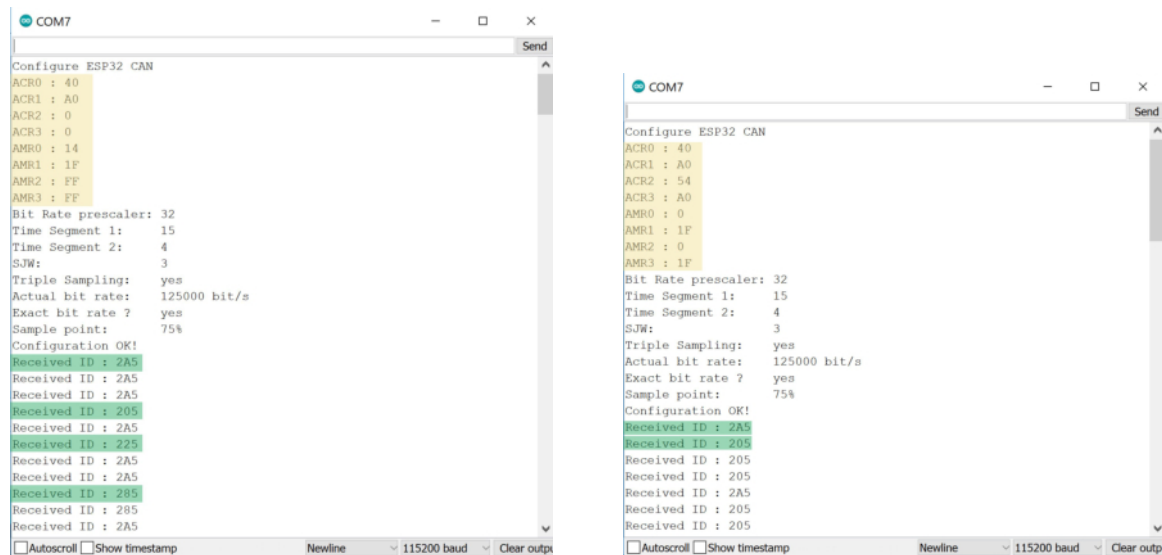 COM7
Send
Configure ESP32 CAN
ACR0 : 40
ACR1 : A0
ACR2 : 0
ACR3 : 0
AMR0 : 14
AMR1 : 1F
AMR2 : FF
AMR3 : FF
Bit Rate prescaler: 32
Time Segment 1: 15
Time Segment 2: 4
SJW: 3
Triple Sampling: yes
Actual bit rate: 125000 bit/s
Exact bit rate ? yes
Sample point: 75%
Configuration OK!
Received ID : 2A5
Received ID : 2A5
Received ID : 2A5
Received ID : 205
Received ID : 2A5
Received ID : 225
Received ID : 2A5
Received ID : 2A5
Received ID : 285
Received ID : 285
Received ID : 2A5
Autoscroll Show timestamp Newline 115200 baud Clear outpu
COM7
Send
Configure ESP32 CAN
ACR0 : 40
ACR1 : A0
ACR2 : 54
ACR3 : A0
AMR0 : 0
AMR1 : 1F
AMR2 : 0
AMR3 : 1F
Bit Rate prescaler: 32
Time Segment 1: 15
Time Segment 2: 4
SJW: 3
Triple Sampling: yes
Actual bit rate: 125000 bit/s
Exact bit rate ? yes
Sample point: 75%
Configuration OK!
Received ID : 2A5
Received ID : 205
Received ID : 205
Received ID : 205
Received ID : 2A5
Received ID : 205
Received ID : 205
Autoscroll Show timestamp Newline 115200 baud Clear outp